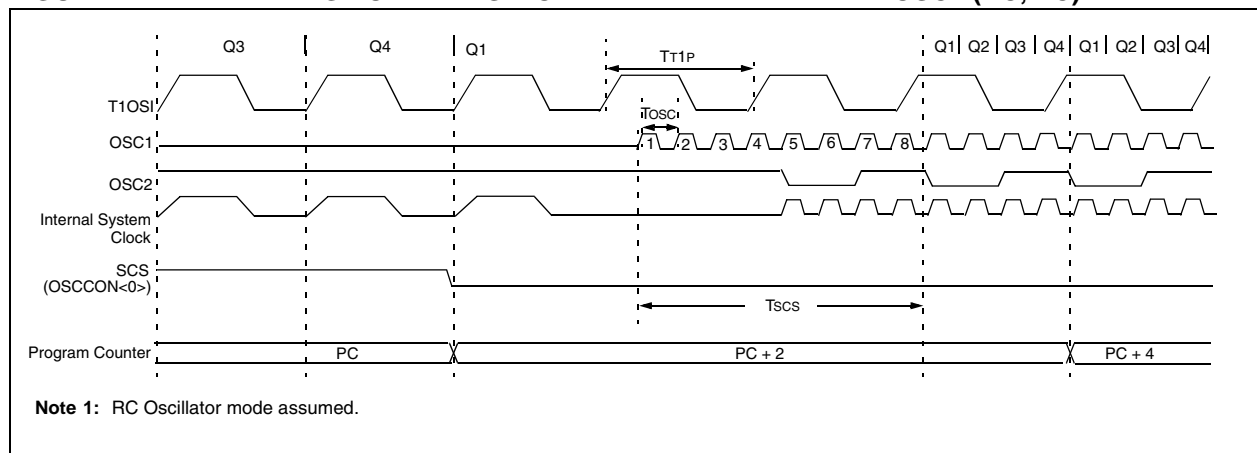 Q3 Q4 Q1 Q1 Q2 Q3 Q4 Q1 Q2 Q3 Q4
TT1P
T1OSI
TOSC
OSC1
1 2 3 4 5 6 7 8
OSC2
Internal System
Clock
SCS
(OSCCON<0>)
TSCS
Program Counter PC PC + 2 PC + 4
Note 1: RC Oscillator mode assumed.